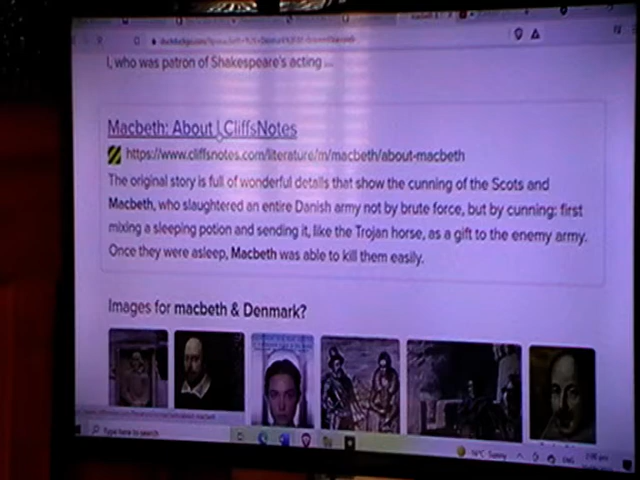 I, who was patron of Shakespeare's acting ...
Macbeth: About | CliffsNotes
https://www.cliffsnotes.com/literature/m/macbeth/about-macbeth
The original story is full of wonderful details that show the cunning of the Scots and
Macbeth, who slaughtered an entire Danish army not by brute force, but by cunning: first
mixing a sleeping potion and sending it, like the Trojan horse, as a gift to the enemy army.
Once they were asleep, Macbeth was able to kill them easily.
Images for macbeth & Denmark?
Type here to search
16°C Sunny
ENG